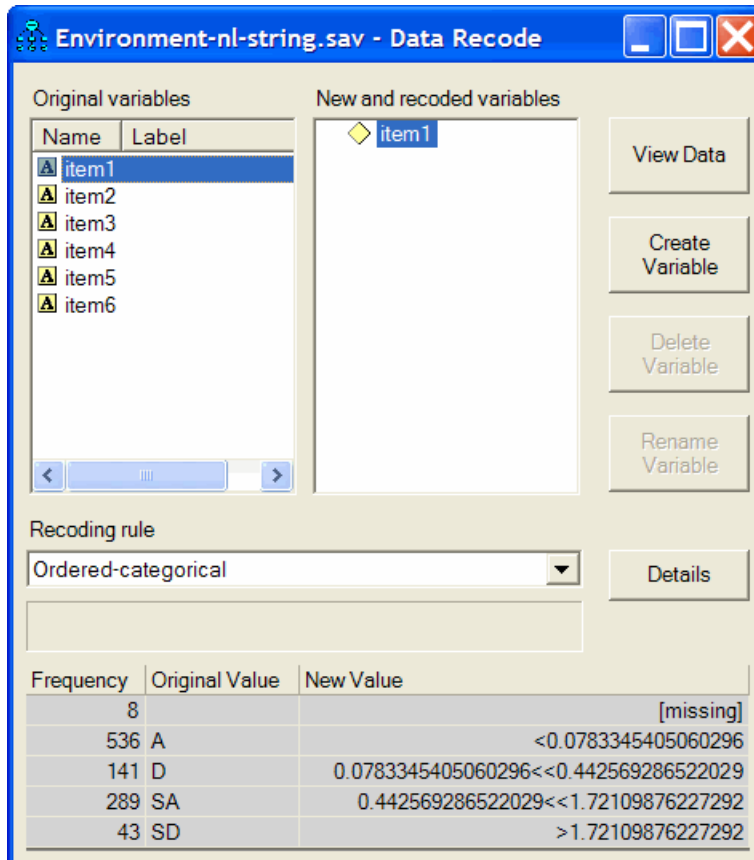 Environment-nl-string.sav - Data Recode
Original variables
New and recoded variables
Name Label
item1
item2
item3
item4
item5
item6
item1
View Data
Create
Variable
Delete
Variable
Rename
Variable
Recoding rule
Ordered-categorical
Details
Frequency Original Value New Value
8 [missing]
536 A <0.0783345405060296
141 D 0.0783345405060296<<0.442569286522029
289 SA 0.442569286522029<<1.72109876227292
43 SD >1.72109876227292